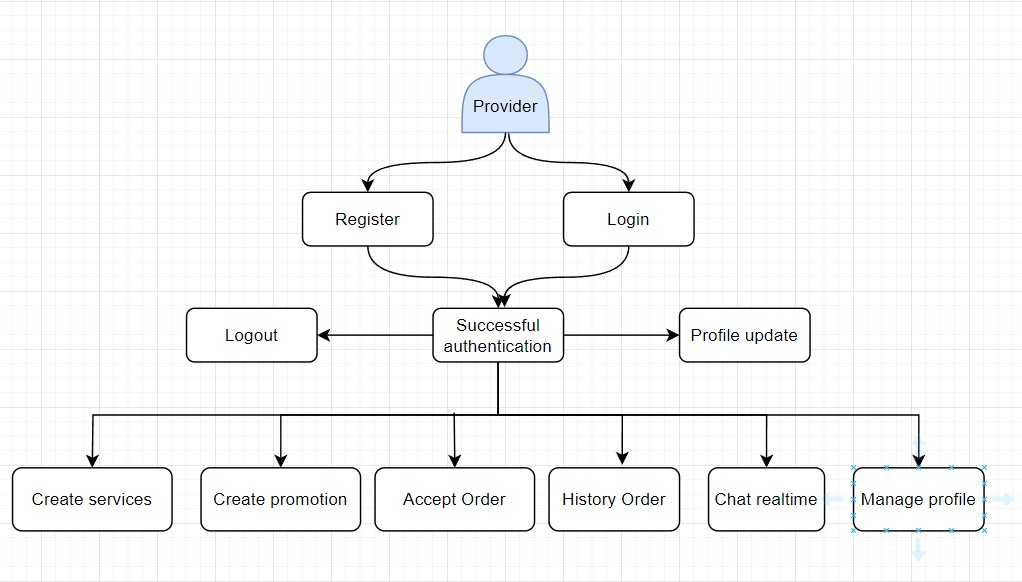 Provider
Register
Login
Logout
Successful
authentication
Profile update
Create services
Create promotion
Accept Order
History Order
Chat realtime
Manage profile